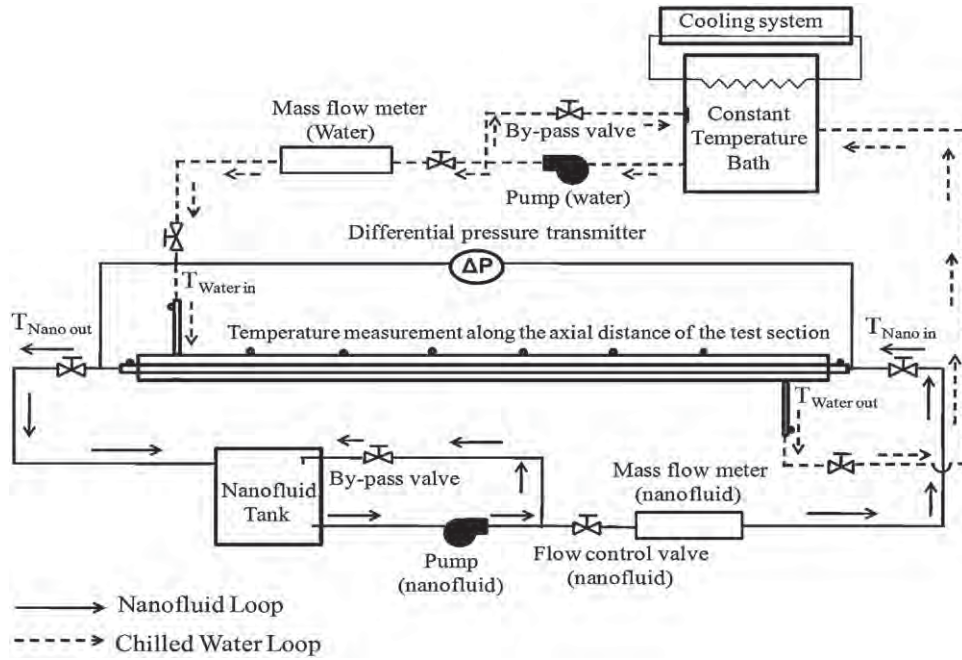 Cooling system
Mass flow meter
(Water)
By-pass valve
Constant
Temperature
Bath
Pump (water)
Differential pressure transmitter
ΔP
T Water in
T Nano out
Temperature measurement along the axial distance of the test section
T Nano in
T Water out
By-pass valve
Mass flow meter
(nanofluid)
Nanofluid
Tank
Pump
(nanofluid)
Flow control valve
(nanofluid)
Nanofluid Loop
Chilled Water Loop